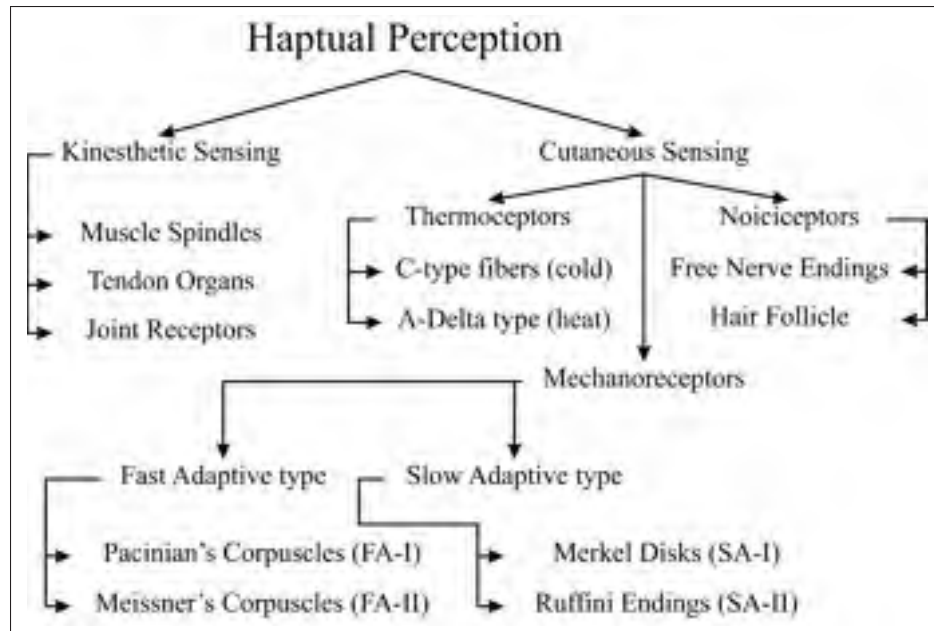 Haptual Perception
Kinesthetic Sensing
Cutaneous Sensing
Muscle Spindles
Tendon Organs
Joint Receptors
Thermoceptors
C-type fibers (cold)
A-Delta type (heat)
Noiciceptors
Free Nerve Endings
Hair Follicle
Mechanoreceptors
Fast Adaptive type
Slow Adaptive type
Pacinian's Corpuscles (FA-I)
Meissner's Corpuscles (FA-II)
Merkel Disks (SA-I)
Ruffini Endings (SA-II)